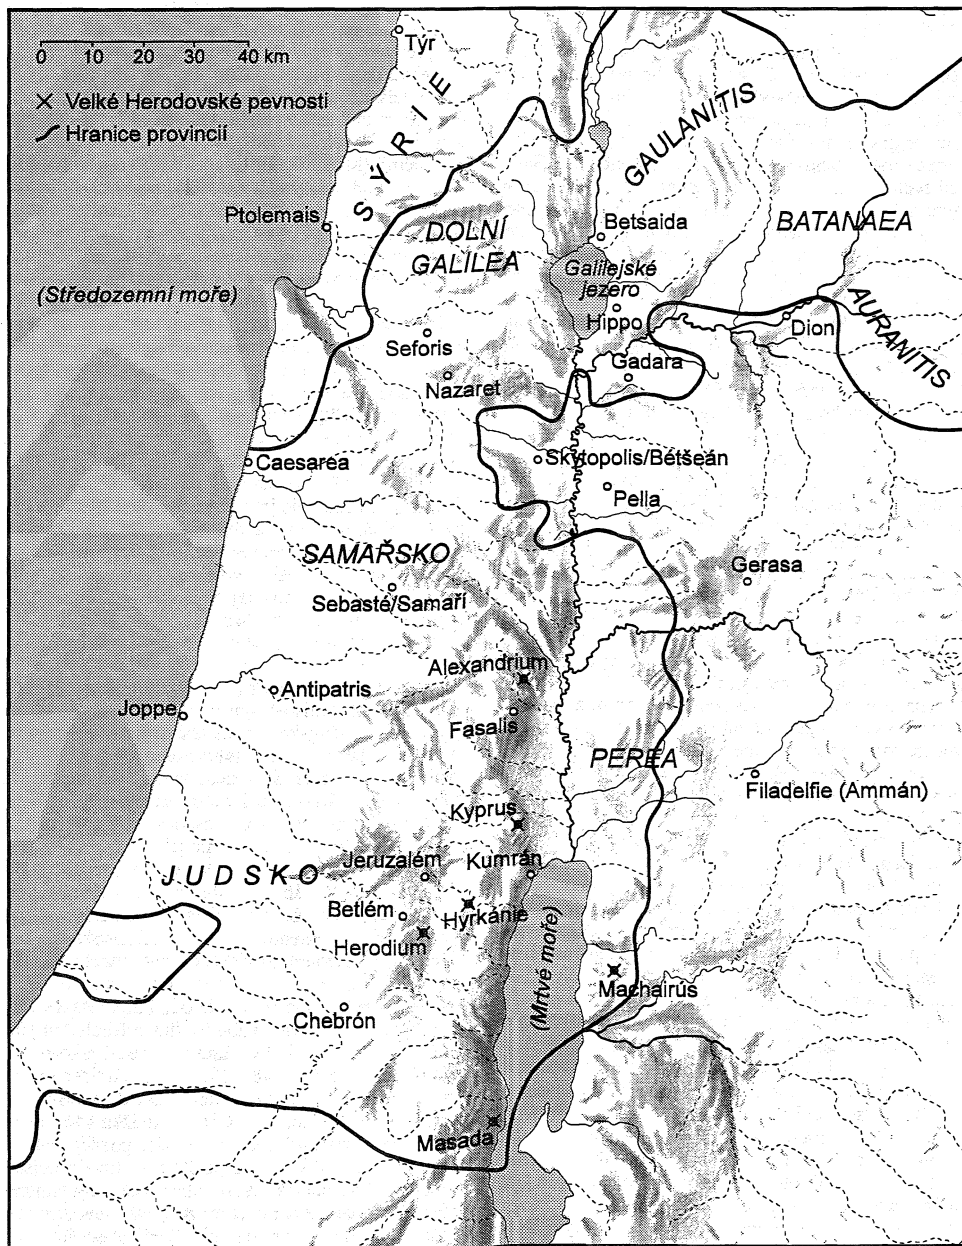 Týr
0 10 20 30 40 km
Velké Herodovské pevnosti
Hranice provincií
SÝRIE
GAULANITIS
Ptolemais
DOLNÍ
GALILEA
Betsaida
BATANAEA
Galilejské
jezero
(Středozemní moře)
AURANITIS
Hippo
Dion
Seforis
Gadara
Nazaret
Caesarea
Skytopolis/Bétšeán
Pella
SAMAŘSKO
Gerasa
Sebasté/Samaří
Alexandrium
Antipatris
Joppe
Fasalis
PEREA
Filadelfie (Ammán)
Kyprus
Jeruzalém
Kumrán
JUDSKO
Betlém
Hyrkánie
Herodium
(Mrtvé moře)
Machairús
Chebrón
Masada